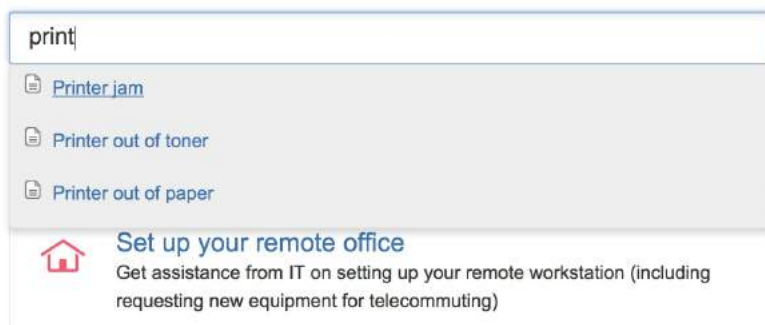 print
Printer jam
Printer out of toner
Printer out of paper
Set up your remote office
Get assistance from IT on setting up your remote workstation (including
requesting new equipment for telecommuting)